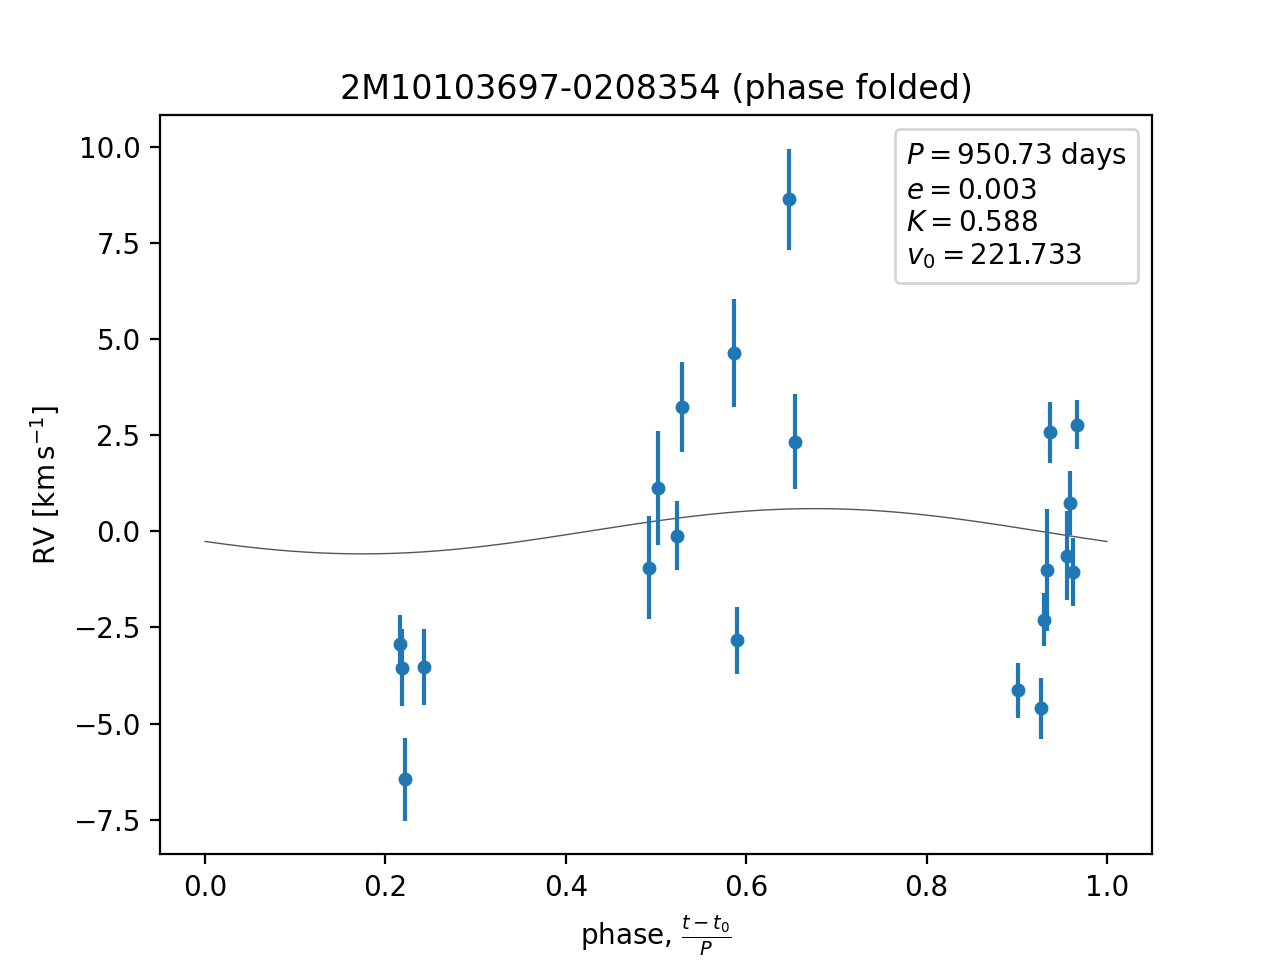 2M10103697-0208354 (phase folded)
P = 950.73 days
e = 0.003
K = 0.588
v₀ = 221.733
10.0
7.5
5.0
2.5
0.0
−2.5
−5.0
−7.5
RV [km s⁻¹]
0.0 0.2 0.4 0.6 0.8 1.0
phase, (t − t₀)/P